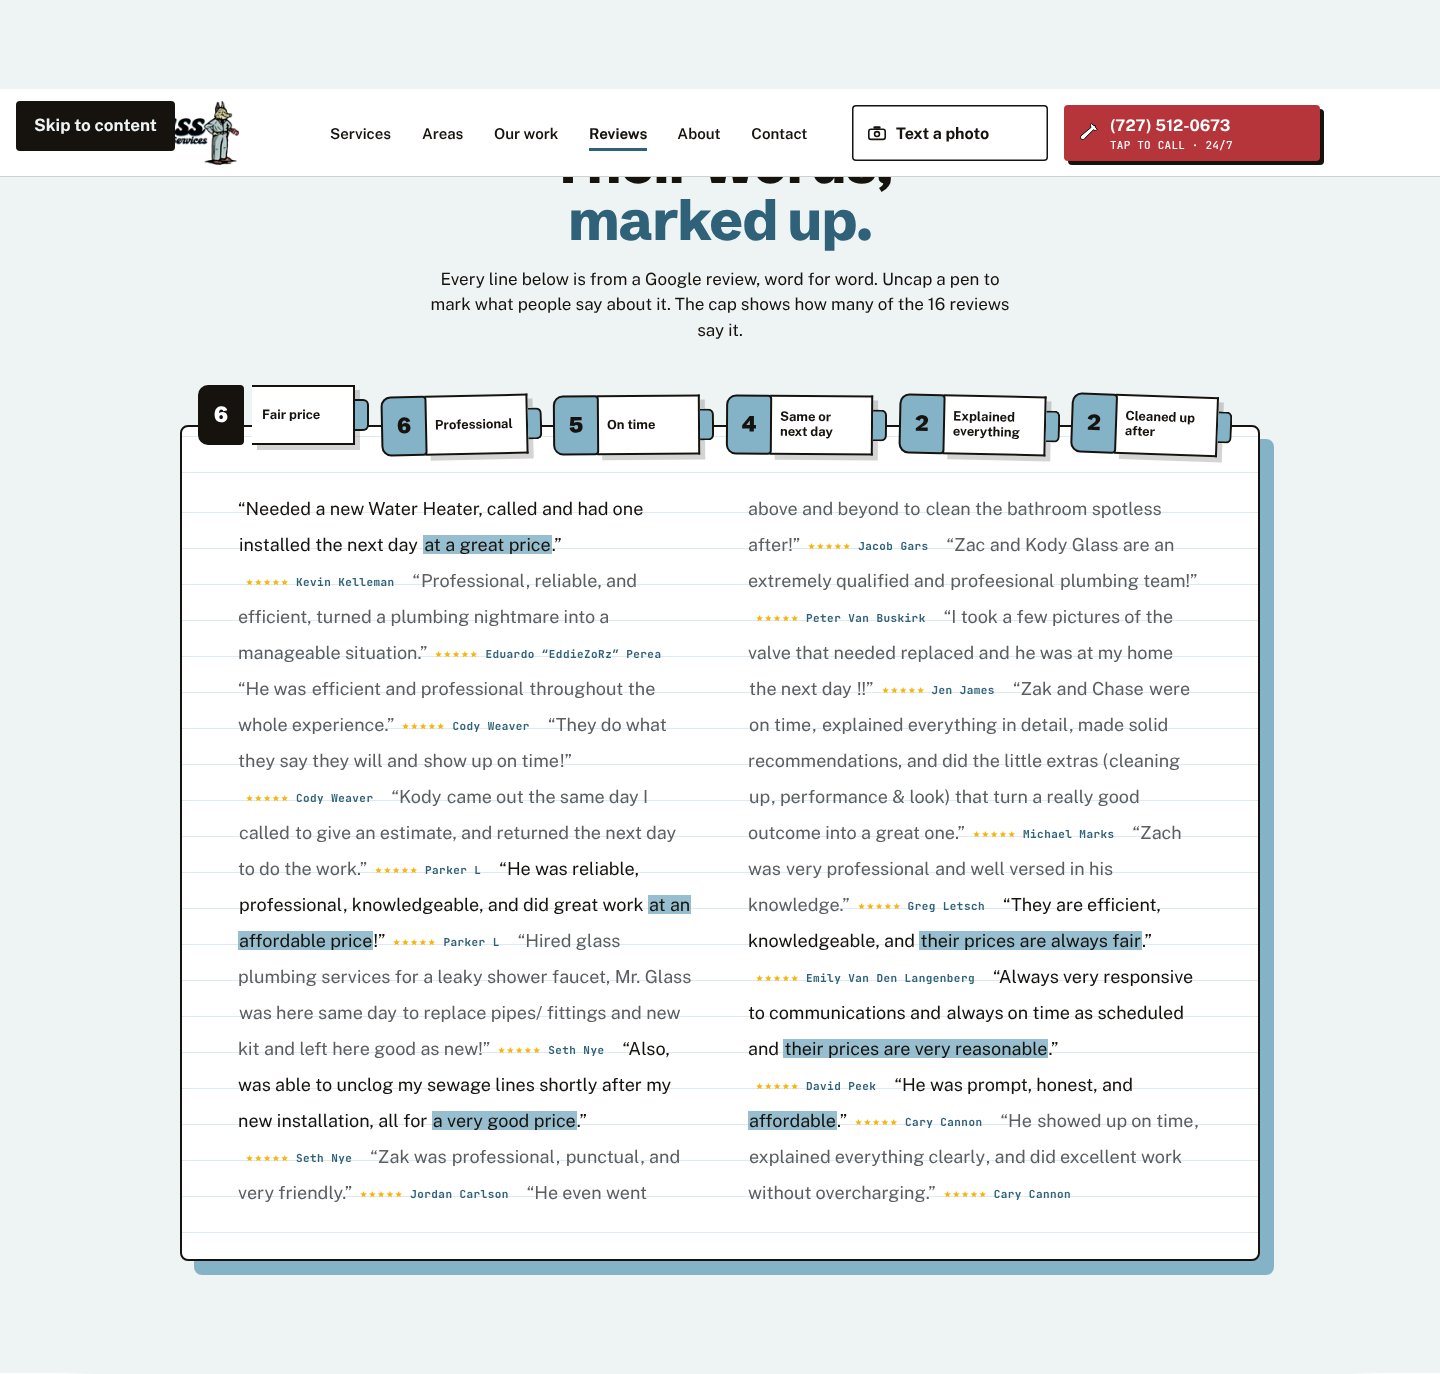 Skip to content
Services
Areas
Our work
Reviews
About
Contact
Text a photo
(727) 512-0673
TAP TO CALL · 24/7
Their words,
marked up.
Every line below is from a Google review, word for word. Uncap a pen to
mark what people say about it. The cap shows how many of the 16 reviews
say it.
6 Fair price
6 Professional
5 On time
4 Same or
next day
2 Explained
everything
2 Cleaned up
after
“Needed a new Water Heater, called and had one
installed the next day at a great price.”
★★★★★ Kevin Kelleman “Professional, reliable, and
efficient, turned a plumbing nightmare into a
manageable situation.” ★★★★★ Eduardo “EddieZoRz” Perea
“He was efficient and professional throughout the
whole experience.” ★★★★★ Cody Weaver “They do what
they say they will and show up on time!”
★★★★★ Cody Weaver “Kody came out the same day I
called to give an estimate, and returned the next day
to do the work.” ★★★★★ Parker L “He was reliable,
professional, knowledgeable, and did great work at an
affordable price!” ★★★★★ Parker L “Hired glass
plumbing services for a leaky shower faucet, Mr. Glass
was here same day to replace pipes/ fittings and new
kit and left here good as new!” ★★★★★ Seth Nye “Also,
was able to unclog my sewage lines shortly after my
new installation, all for a very good price.”
★★★★★ Seth Nye “Zak was professional, punctual, and
very friendly.” ★★★★★ Jordan Carlson “He even went
above and beyond to clean the bathroom spotless
after!” ★★★★★ Jacob Gars “Zac and Kody Glass are an
extremely qualified and profeesional plumbing team!”
★★★★★ Peter Van Buskirk “I took a few pictures of the
valve that needed replaced and he was at my home
the next day !!” ★★★★★ Jen James “Zak and Chase were
on time, explained everything in detail, made solid
recommendations, and did the little extras (cleaning
up, performance & look) that turn a really good
outcome into a great one.” ★★★★★ Michael Marks “Zach
was very professional and well versed in his
knowledge.” ★★★★★ Greg Letsch “They are efficient,
knowledgeable, and their prices are always fair.”
★★★★★ Emily Van Den Langenberg “Always very responsive
to communications and always on time as scheduled
and their prices are very reasonable.”
★★★★★ David Peek “He was prompt, honest, and
affordable.” ★★★★★ Cary Cannon “He showed up on time,
explained everything clearly, and did excellent work
without overcharging.” ★★★★★ Cary Cannon